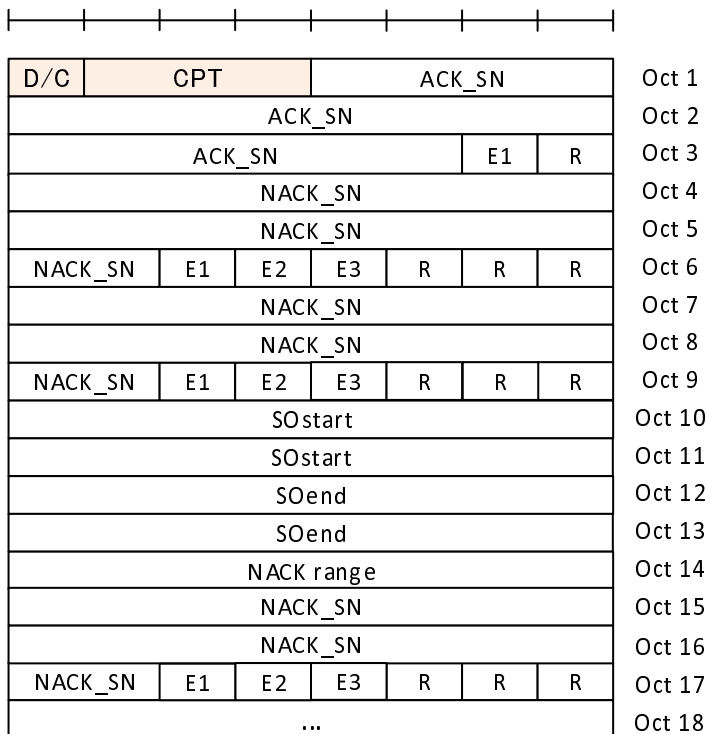 D/C CPT ACK_SN Oct 1
ACK_SN Oct 2
ACK_SN E1 R Oct 3
NACK_SN Oct 4
NACK_SN Oct 5
NACK_SN E1 E2 E3 R R R Oct 6
NACK_SN Oct 7
NACK_SN Oct 8
NACK_SN E1 E2 E3 R R R Oct 9
SOstart Oct 10
SOstart Oct 11
SOend Oct 12
SOend Oct 13
NACK range Oct 14
NACK_SN Oct 15
NACK_SN Oct 16
NACK_SN E1 E2 E3 R R R Oct 17
... Oct 18